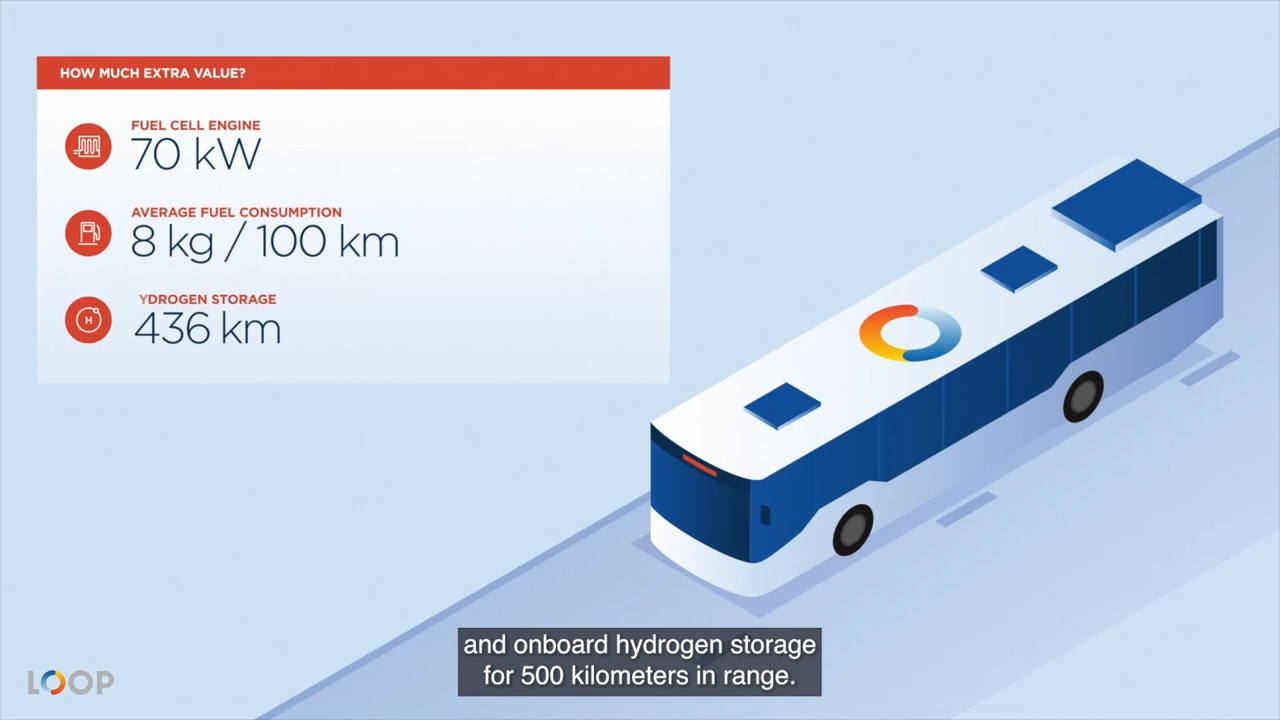 HOW MUCH EXTRA VALUE?
FUEL CELL ENGINE
70 kW
AVERAGE FUEL CONSUMPTION
8 kg / 100 km
YDROGEN STORAGE
H
436 km
LOOP
and onboard hydrogen storage
for 500 kilometers in range.